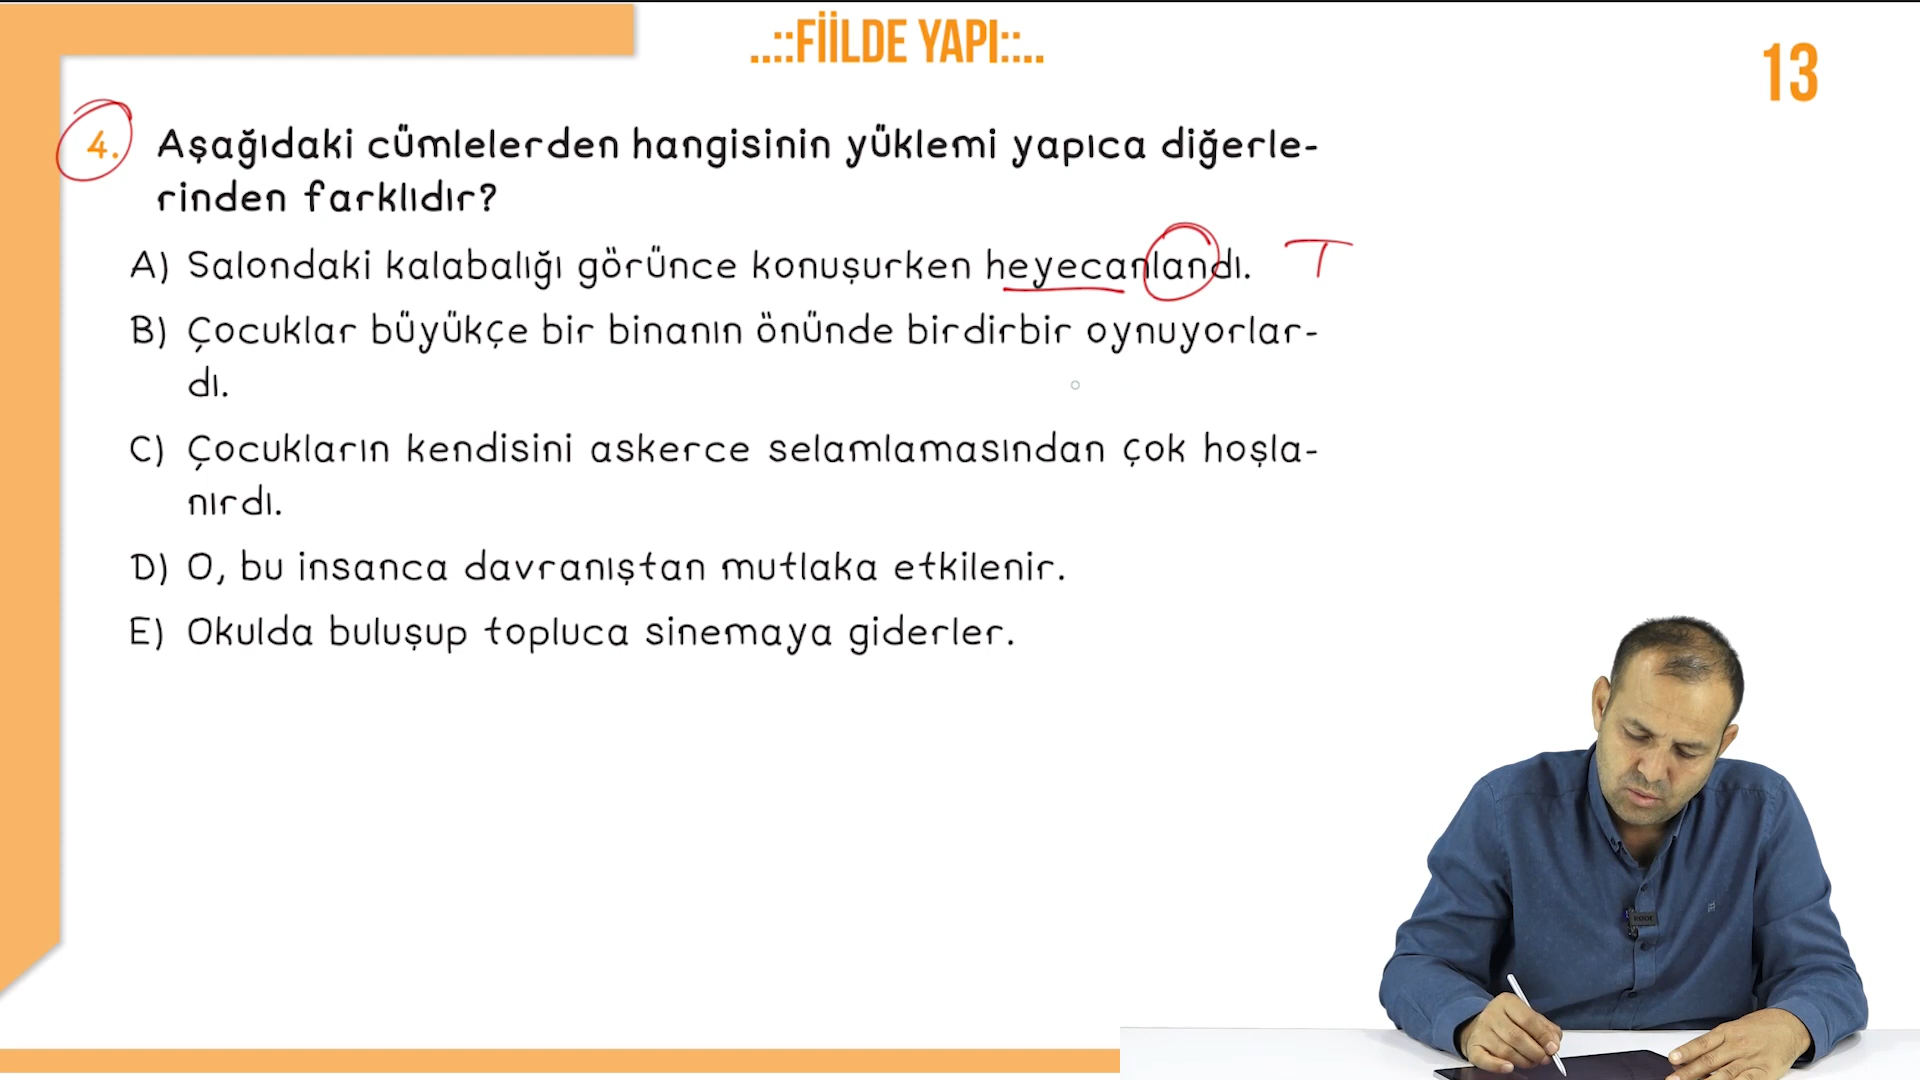 ..::FİİLDE YAPI::..
13
4. Aşağıdaki cümlelerden hangisinin yüklemi yapıca diğerle-
rinden farklıdır?
A) Salondaki kalabalığı görünce konuşurken heyecanlandı. T
B) Çocuklar büyükçe bir binanın önünde birdirbir oynuyorlar-
dı.
C) Çocukların kendisini askerce selamlamasından çok hoşla-
nırdı.
D) O, bu insanca davranıştan mutlaka etkilenir.
E) Okulda buluşup topluca sinemaya giderler.
RODE